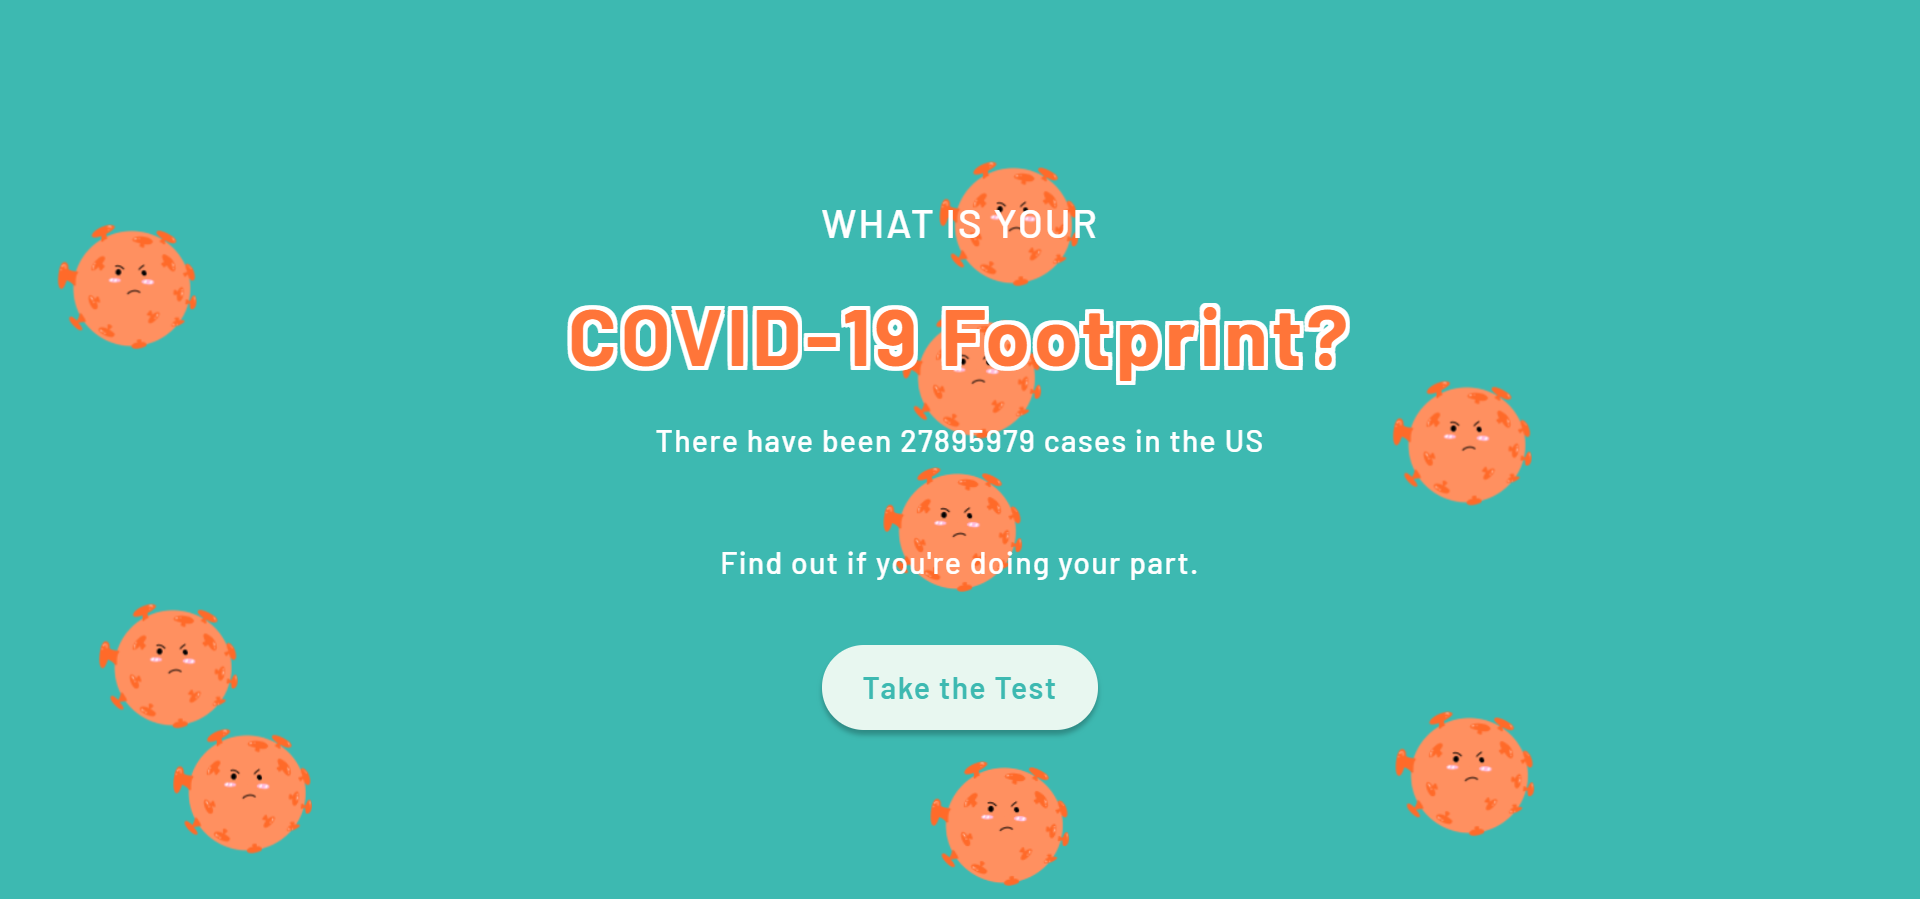 WHAT IS YOUR
COVID-19 Footprint?
There have been 27895979 cases in the US
Find out if you're doing your part.
Take the Test